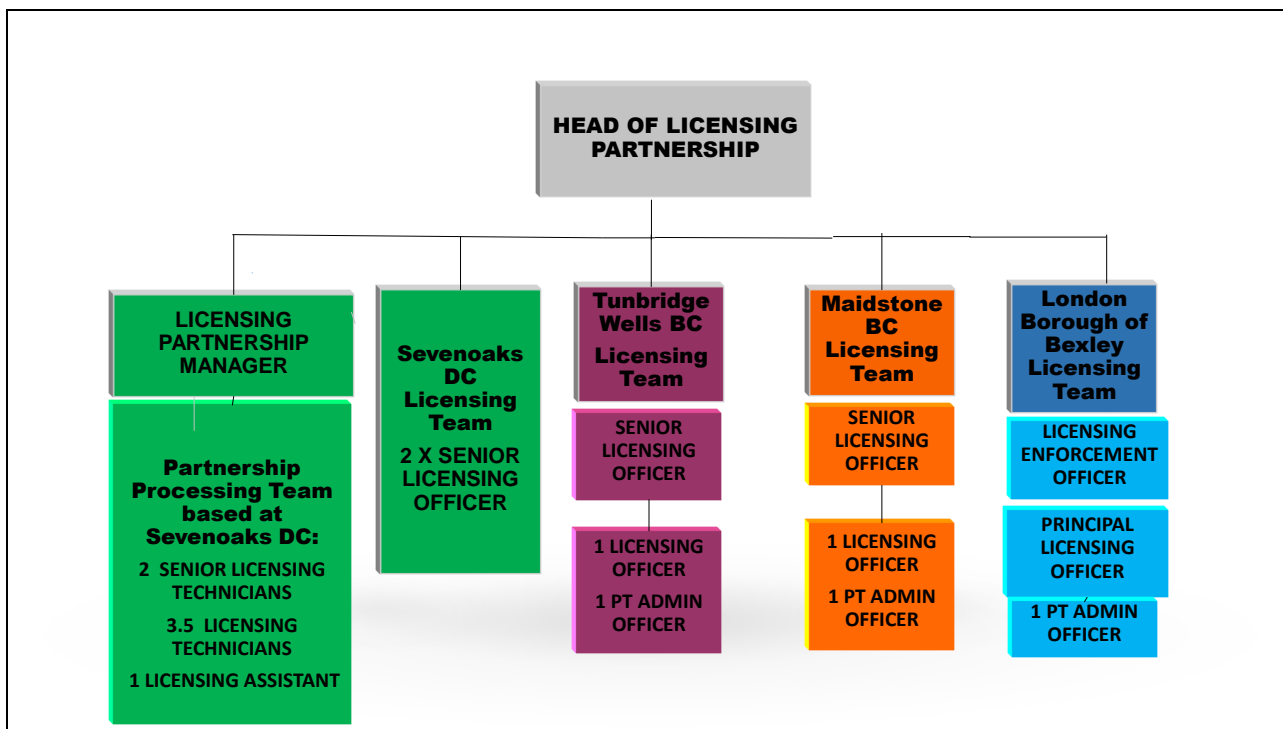 HEAD OF LICENSING
PARTNERSHIP
LICENSING
PARTNERSHIP
MANAGER
Partnership
Processing Team
based at
Sevenoaks DC:
2 SENIOR LICENSING
TECHNICIANS
3.5 LICENSING
TECHNICIANS
1 LICENSING ASSISTANT
Sevenoaks
DC
Licensing
Team
2 X SENIOR
LICENSING
OFFICER
Tunbridge
Wells BC
Licensing
Team
SENIOR
LICENSING
OFFICER
1 LICENSING
OFFICER
1 PT ADMIN
OFFICER
Maidstone
BC
Licensing
Team
SENIOR
LICENSING
OFFICER
1 LICENSING
OFFICER
1 PT ADMIN
OFFICER
London
Borough of
Bexley
Licensing
Team
LICENSING
ENFORCEMENT
OFFICER
PRINCIPAL
LICENSING
OFFICER
1 PT ADMIN
OFFICER